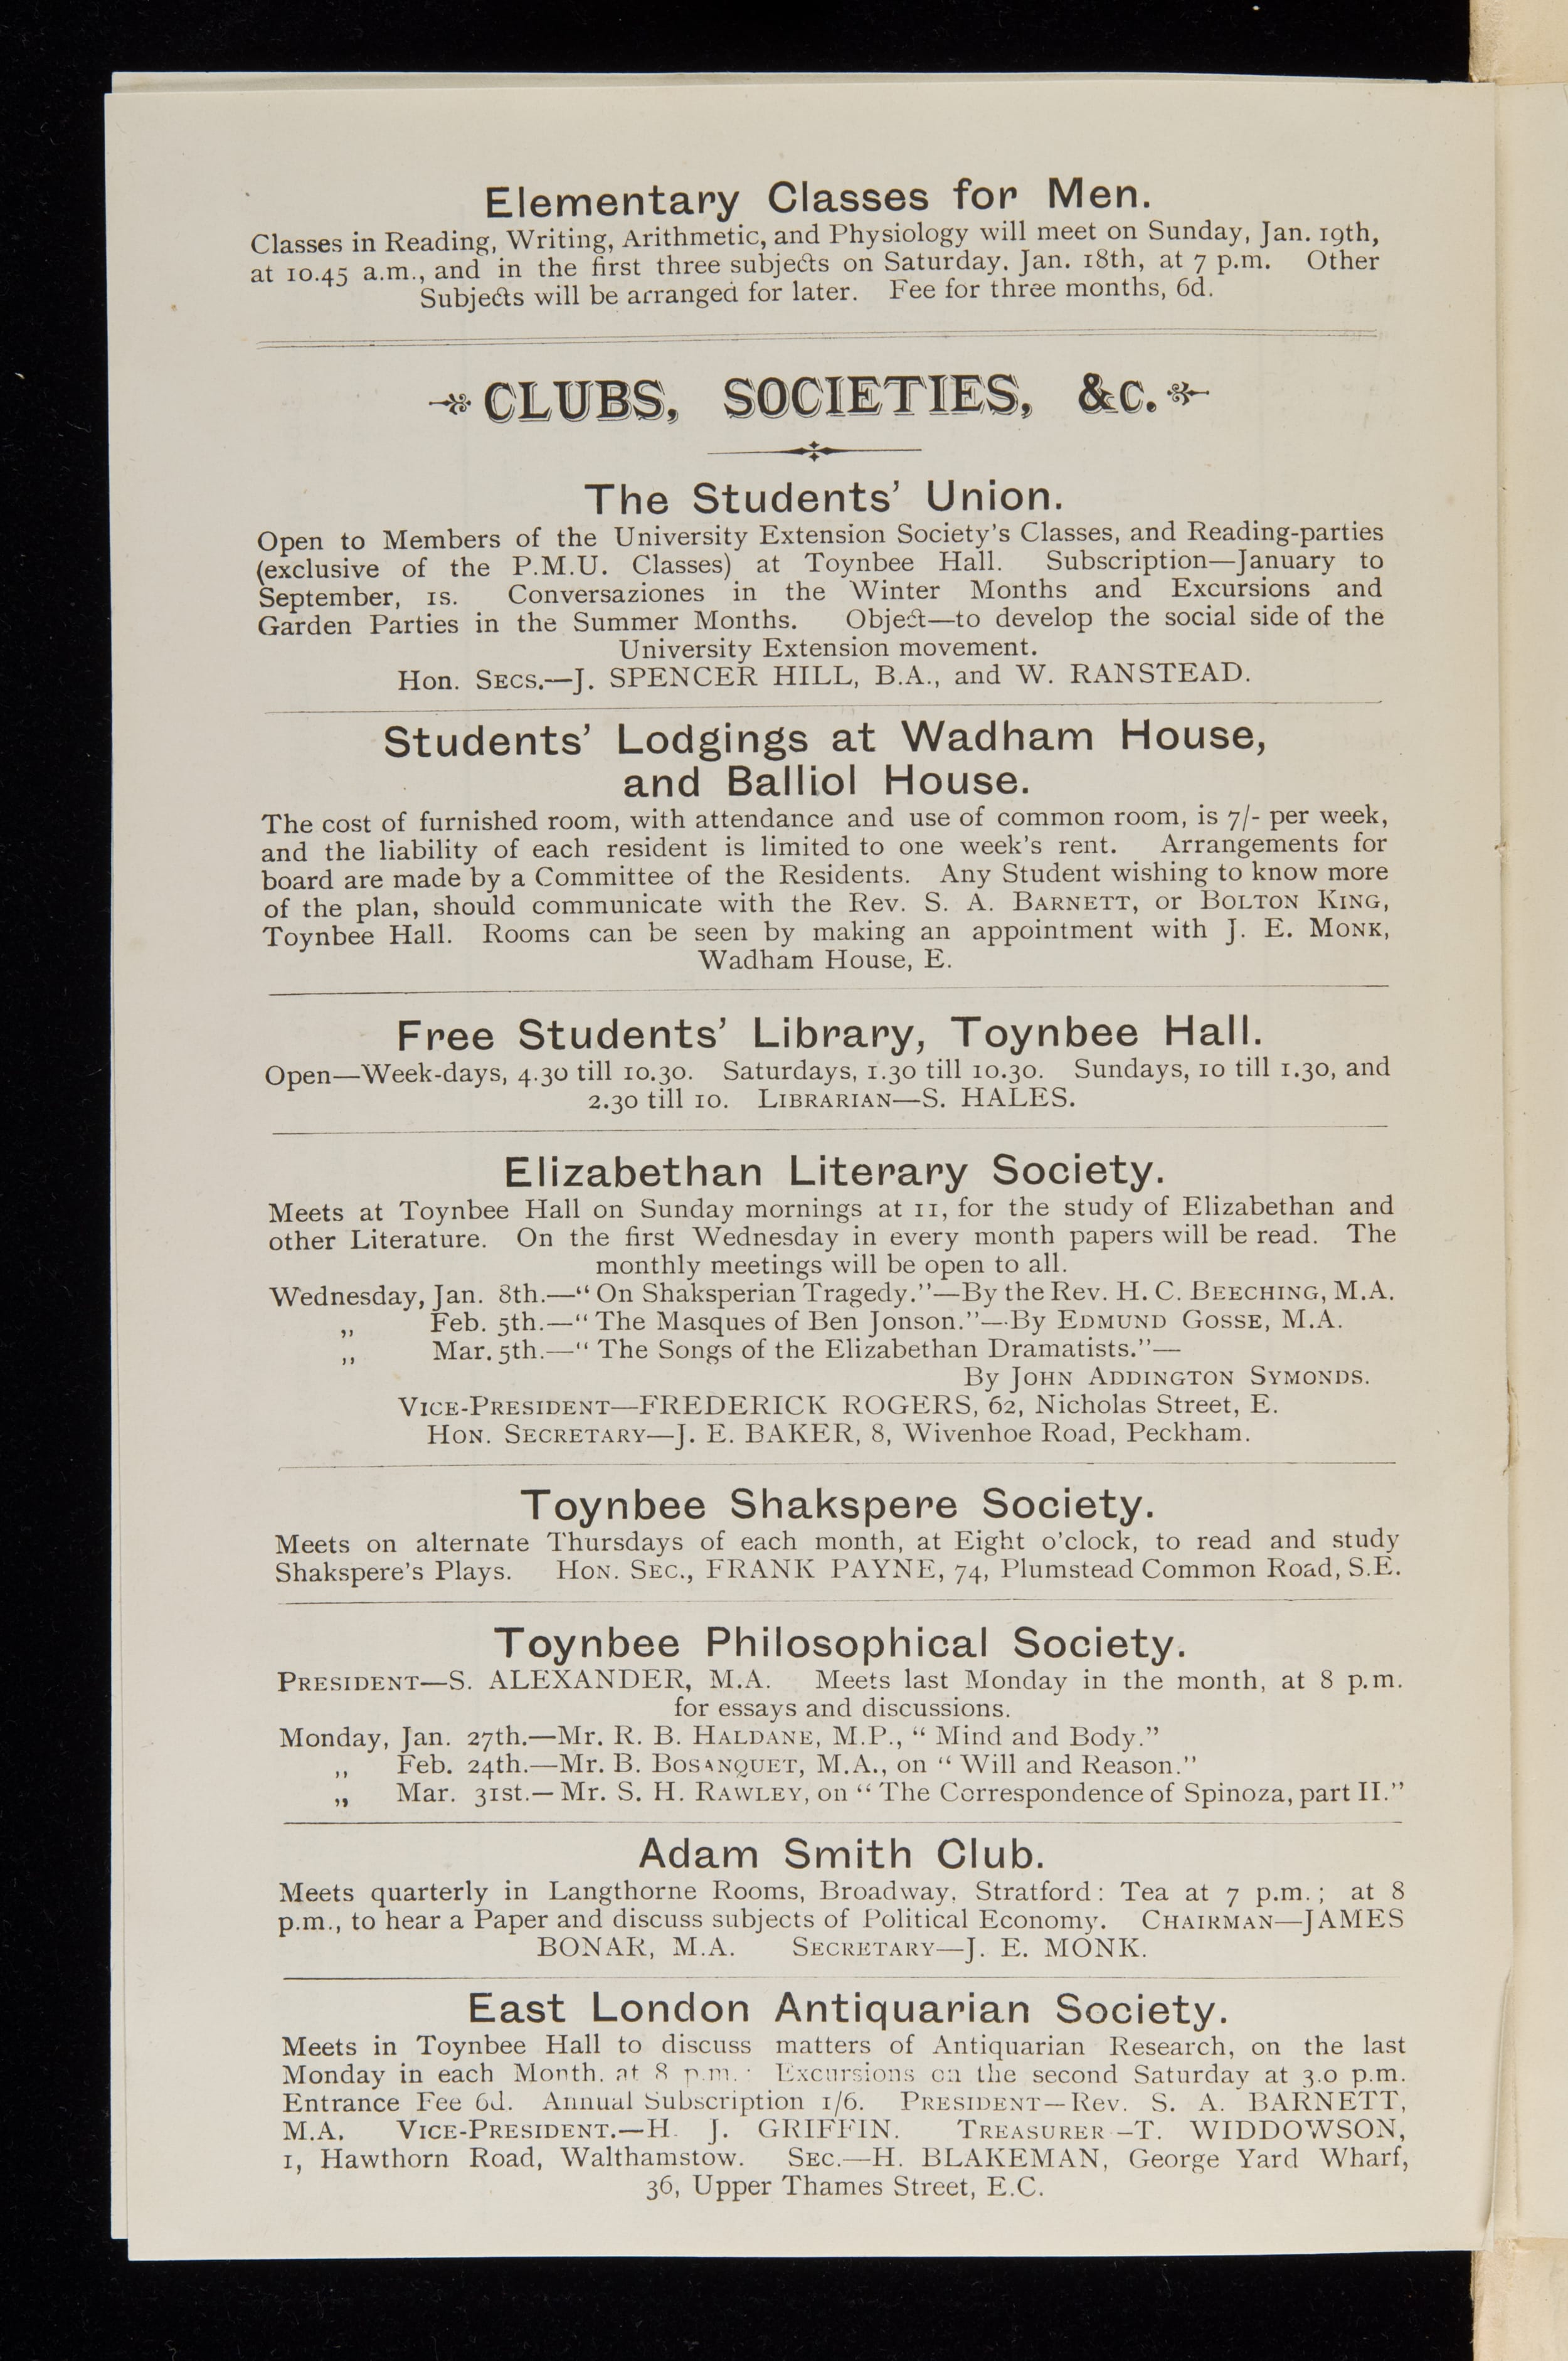 Elementary Classes for Men.
Classes in Reading, Writing, Arithmetic, and Physiology will meet on Sunday, Jan. 19th,
at 10.45 a.m., and in the first three subjects on Saturday. Jan. 18th, at 7 p.m. Other
Subjects will be arranged for later. Fee for three months, 6d.
CLUBS, SOCIETIES, &c.
The Students' Union.
Open to Members of the University Extension Society's Classes, and Reading-parties
(exclusive of the P.M.U. Classes) at Toynbee Hall. Subscription—January to
September, 1s. Conversaziones in the Winter Months and Excursions and
Garden Parties in the Summer Months. Object—to develop the social side of the
University Extension movement.
Hon. Secs.—J. SPENCER HILL, B.A., and W. RANSTEAD.
Students' Lodgings at Wadham House,
and Balliol House.
The cost of furnished room, with attendance and use of common room, is 7/- per week,
and the liability of each resident is limited to one week's rent. Arrangements for
board are made by a Committee of the Residents. Any Student wishing to know more
of the plan, should communicate with the Rev. S. A. Barnett, or Bolton King,
Toynbee Hall. Rooms can be seen by making an appointment with J. E. Monk,
Wadham House, E.
Free Students' Library, Toynbee Hall.
Open—Week-days, 4.30 till 10.30. Saturdays, 1.30 till 10.30. Sundays, 10 till 1.30, and
2.30 till 10. Librarian—S. HALES.
Elizabethan Literary Society.
Meets at Toynbee Hall on Sunday mornings at 11, for the study of Elizabethan and
other Literature. On the first Wednesday in every month papers will be read. The
monthly meetings will be open to all.
Wednesday, Jan. 8th.—“On Shaksperian Tragedy.”—By the Rev. H. C. Beeching, M.A.
„ Feb. 5th.—“The Masques of Ben Jonson.”—By Edmund Gosse, M.A.
„ Mar. 5th.—“The Songs of the Elizabethan Dramatists.”—
By John Addington Symonds.
Vice-President—FREDERICK ROGERS, 62, Nicholas Street, E.
Hon. Secretary—J. E. BAKER, 8, Wivenhoe Road, Peckham.
Toynbee Shakspere Society.
Meets on alternate Thursdays of each month, at Eight o'clock, to read and study
Shakspere's Plays. Hon. Sec., FRANK PAYNE, 74, Plumstead Common Road, S.E.
Toynbee Philosophical Society.
President—S. ALEXANDER, M.A. Meets last Monday in the month, at 8 p.m.
for essays and discussions.
Monday, Jan. 27th.—Mr. R. B. Haldane, M.P., “Mind and Body.”
„ Feb. 24th.—Mr. B. Bosanquet, M.A., on “Will and Reason.”
„ Mar. 31st.—Mr. S. H. Rawley, on “The Correspondence of Spinoza, part II.”
Adam Smith Club.
Meets quarterly in Langthorne Rooms, Broadway, Stratford: Tea at 7 p.m.; at 8
p.m., to hear a Paper and discuss subjects of Political Economy. Chairman—JAMES
BONAR, M.A. Secretary—J. E. MONK.
East London Antiquarian Society.
Meets in Toynbee Hall to discuss matters of Antiquarian Research, on the last
Monday in each Month. at 8 p.m.: Excursions on the second Saturday at 3.0 p.m.
Entrance Fee 6d. Annual Subscription 1/6. President—Rev. S. A. BARNETT,
M.A. Vice-President.—H. J. GRIFFIN. Treasurer—T. WIDDOWSON,
1, Hawthorn Road, Walthamstow. Sec.—H. BLAKEMAN, George Yard Wharf,
36, Upper Thames Street, E.C.